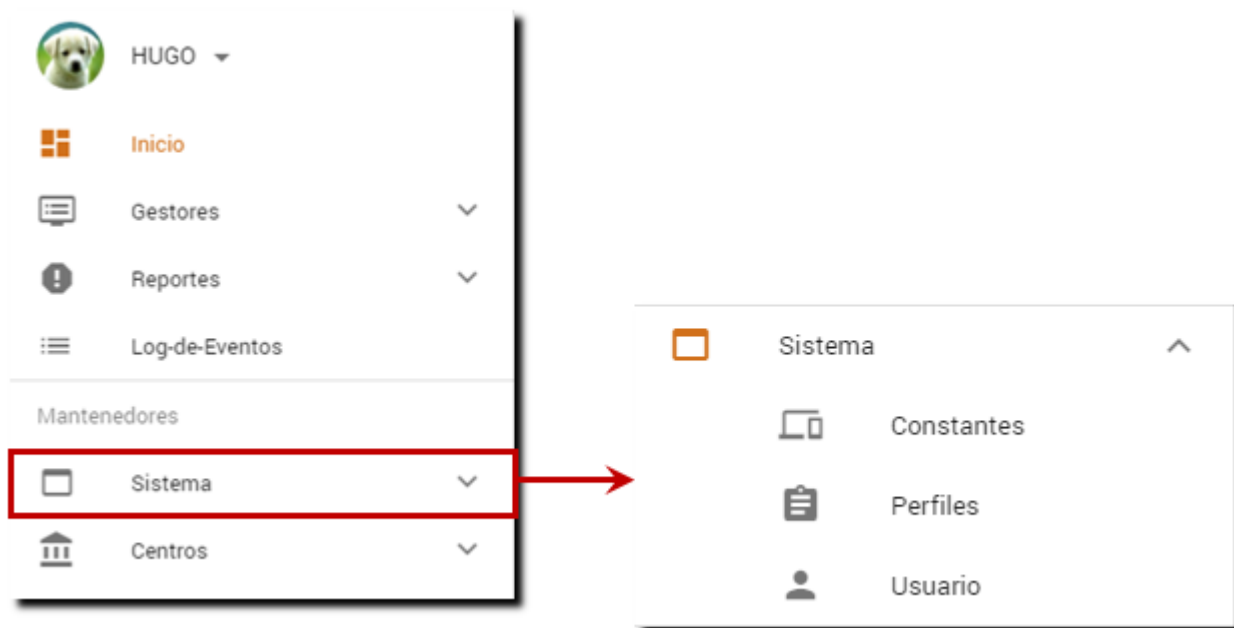 HUGO
Inicio
Gestores
Reportes
Log-de-Eventos
Mantenedores
Sistema
Centros
Sistema
Constantes
Perfiles
Usuario